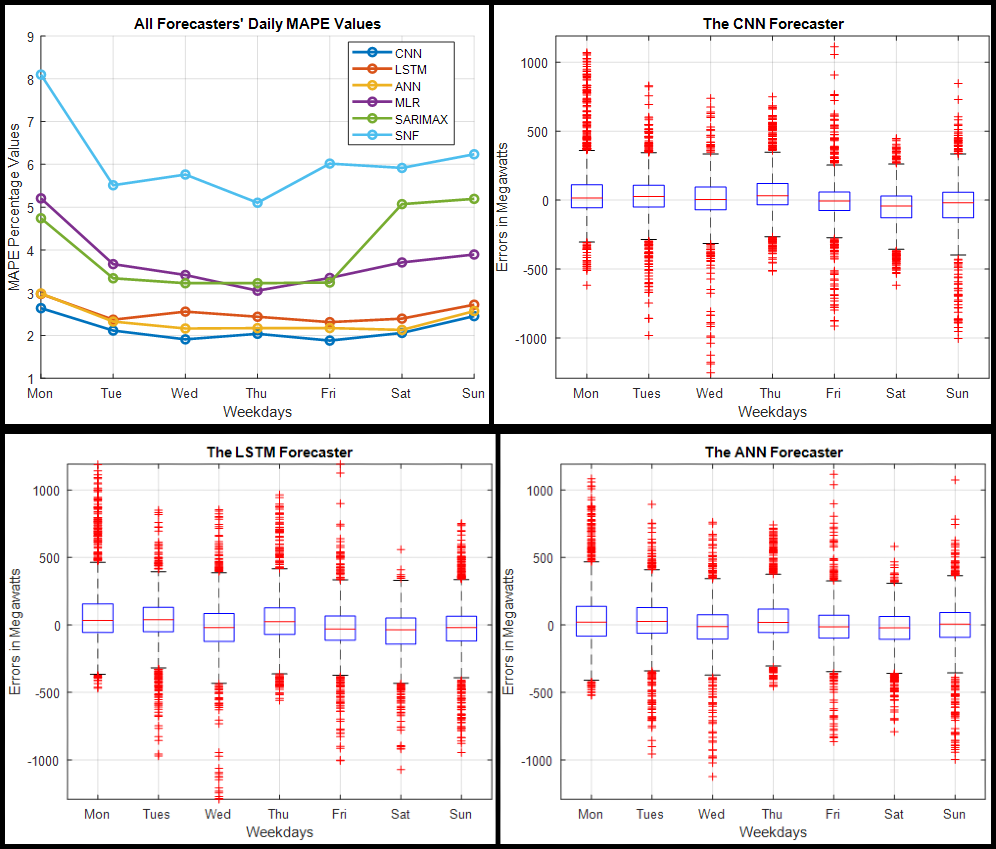 All Forecasters' Daily MAPE Values
MAPE Percentage Values
9
8
7
6
5
4
3
2
1
CNN
LSTM
ANN
MLR
SARIMAX
SNF
Mon Tue Wed Thu Fri Sat Sun
Weekdays
The CNN Forecaster
Errors in Megawatts
1000
500
0
-500
-1000
Mon Tues Wed Thu Fri Sat Sun
Weekdays
The LSTM Forecaster
Errors in Megawatts
1000
500
0
-500
-1000
Mon Tues Wed Thu Fri Sat Sun
Weekdays
The ANN Forecaster
Errors in Megawatts
1000
500
0
-500
-1000
Mon Tues Wed Thu Fri Sat Sun
Weekdays